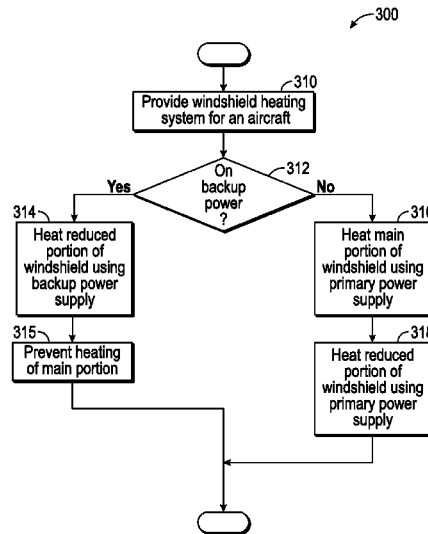 300
310
Provide windshield heating
system for an aircraft
312
On
backup
power
?
Yes
No
314
Heat reduced
portion of
windshield using
backup power
supply
315
Prevent heating
of main portion
316
Heat main
portion of
windshield using
primary power
supply
318
Heat reduced
portion of
windshield using
primary power
supply